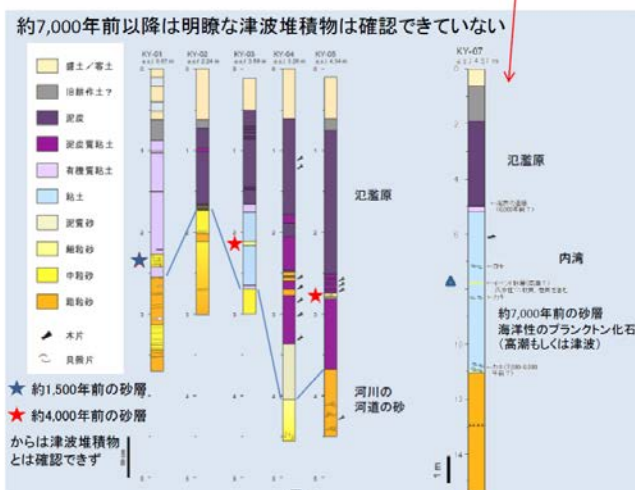 約7,000年前以降は明瞭な津波堆積物は確認できていない
KY-01
KY-02
KY-03
KY-04
KY-05
KY-07
盛土／客土
旧耕作土？
泥炭
泥炭質粘土
有機質粘土
粘土
泥質砂
細粒砂
中粒砂
粗粒砂
木片
貝殻片
氾濫原
河川の
河道の砂
★ 約1,500年前の砂層
★ 約4,000年前の砂層
からは津波堆積物
とは確認できず
氾濫原
内湾
約7,000年前の砂層
海洋性のプランクトン化石
(高潮もしくは津波)
1 m